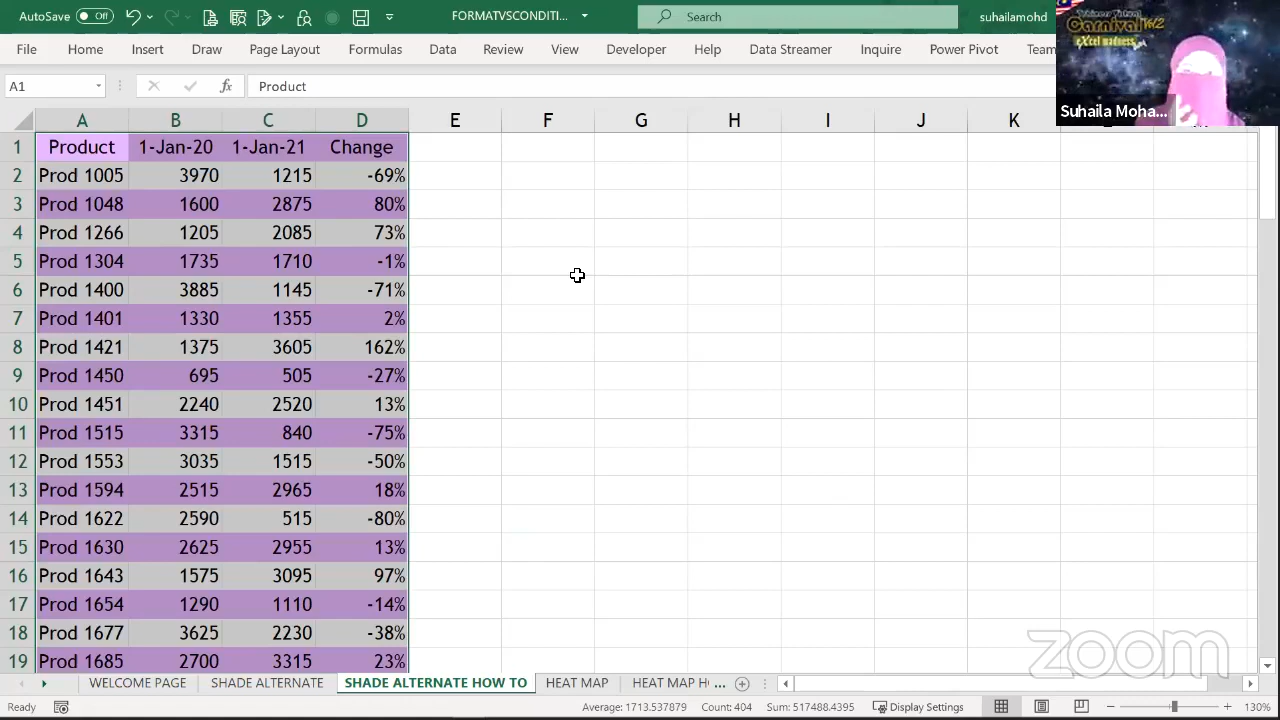 AutoSave Off FORMATVSCONDITI... Search suhailamohd
File Home Insert Draw Page Layout Formulas Data Review View Developer Help Data Streamer Inquire Power Pivot Team
Carnival Vol2
eXcel madness
Suhaila Moha...
A1 fx Product
A B C D E F G H I J K
1 Product 1-Jan-20 1-Jan-21 Change
2 Prod 1005 3970 1215 -69%
3 Prod 1048 1600 2875 80%
4 Prod 1266 1205 2085 73%
5 Prod 1304 1735 1710 -1%
6 Prod 1400 3885 1145 -71%
7 Prod 1401 1330 1355 2%
8 Prod 1421 1375 3605 162%
9 Prod 1450 695 505 -27%
10 Prod 1451 2240 2520 13%
11 Prod 1515 3315 840 -75%
12 Prod 1553 3035 1515 -50%
13 Prod 1594 2515 2965 18%
14 Prod 1622 2590 515 -80%
15 Prod 1630 2625 2955 13%
16 Prod 1643 1575 3095 97%
17 Prod 1654 1290 1110 -14%
18 Prod 1677 3625 2230 -38%
19 Prod 1685 2700 3315 23%
zoom
WELCOME PAGE SHADE ALTERNATE SHADE ALTERNATE HOW TO HEAT MAP HEAT MAP HO ...
Ready Average: 1713.537879 Count: 404 Sum: 517488.4395 Display Settings 130%